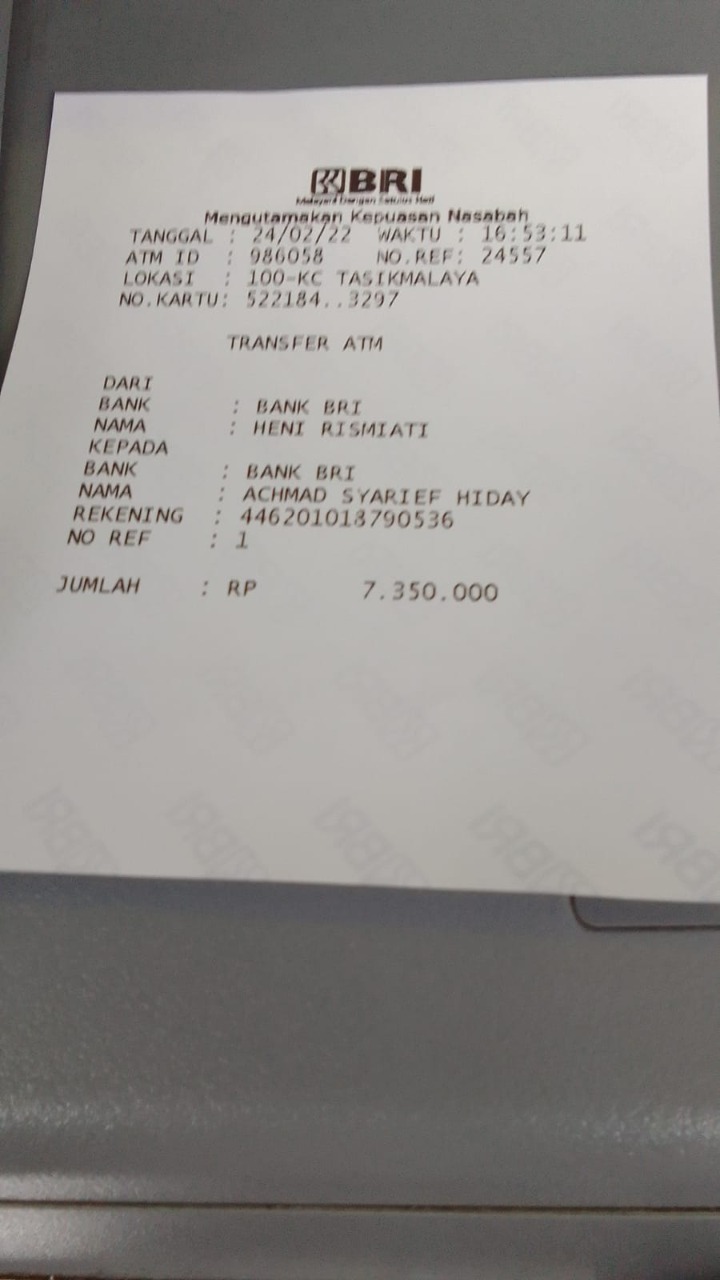 BRI
Melayani Dengan Setulus Hati
Mengutamakan Kepuasan Nasabah
TANGGAL : 24/02/22 WAKTU : 16:53:11
ATM ID : 986058 NO.REF: 24557
LOKASI : 100-KC TASIKMALAYA
NO.KARTU: 522184..3297
TRANSFER ATM
DARI
BANK : BANK BRI
NAMA : HENI RISMIATI
KEPADA
BANK : BANK BRI
NAMA : ACHMAD SYARIEF HIDAY
REKENING : 446201018790536
NO REF : 1
JUMLAH : RP 7.350.000